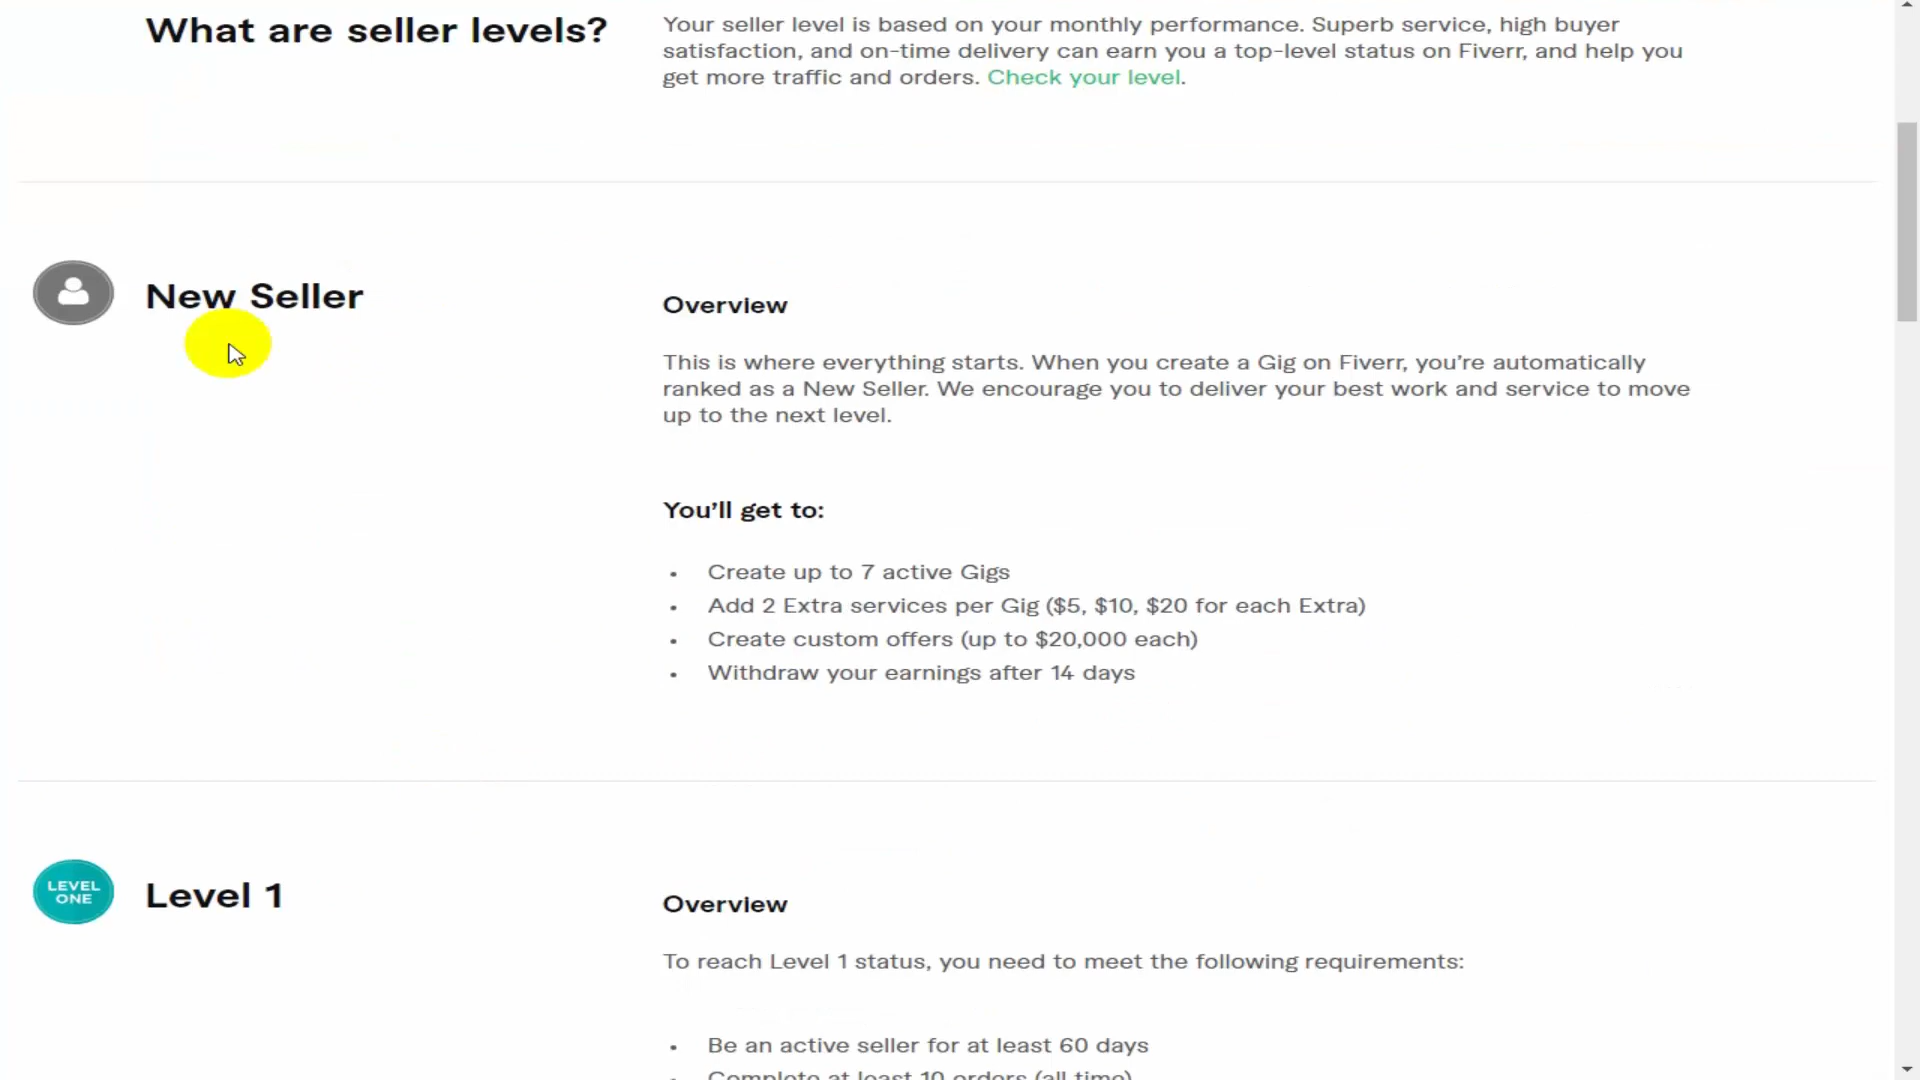 What are seller levels?
Your seller level is based on your monthly performance. Superb service, high buyer
satisfaction, and on-time delivery can earn you a top-level status on Fiverr, and help you
get more traffic and orders. Check your level.
New Seller
Overview
This is where everything starts. When you create a Gig on Fiverr, you’re automatically
ranked as a New Seller. We encourage you to deliver your best work and service to move
up to the next level.
You’ll get to:
• Create up to 7 active Gigs
• Add 2 Extra services per Gig ($5, $10, $20 for each Extra)
• Create custom offers (up to $20,000 each)
• Withdraw your earnings after 14 days
LEVEL
ONE
Level 1
Overview
To reach Level 1 status, you need to meet the following requirements:
• Be an active seller for at least 60 days
• Complete at least 10 orders (all time)